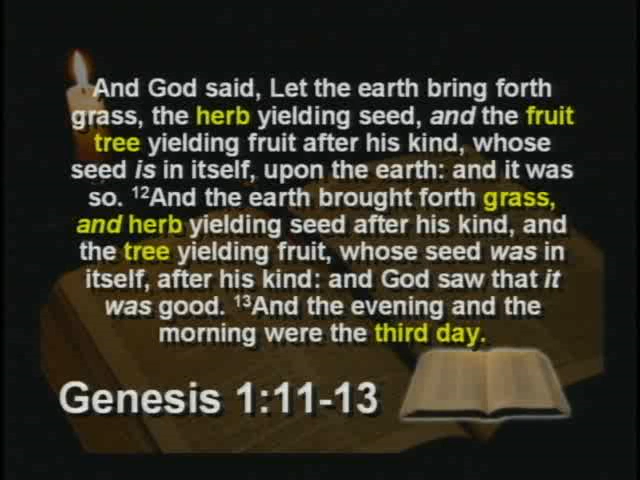 And God said, Let the earth bring forth
grass, the herb yielding seed, and the fruit
tree yielding fruit after his kind, whose
seed is in itself, upon the earth: and it was
so. ¹²And the earth brought forth grass,
and herb yielding seed after his kind, and
the tree yielding fruit, whose seed was in
itself, after his kind: and God saw that it
was good. ¹³And the evening and the
morning were the third day.
Genesis 1:11-13